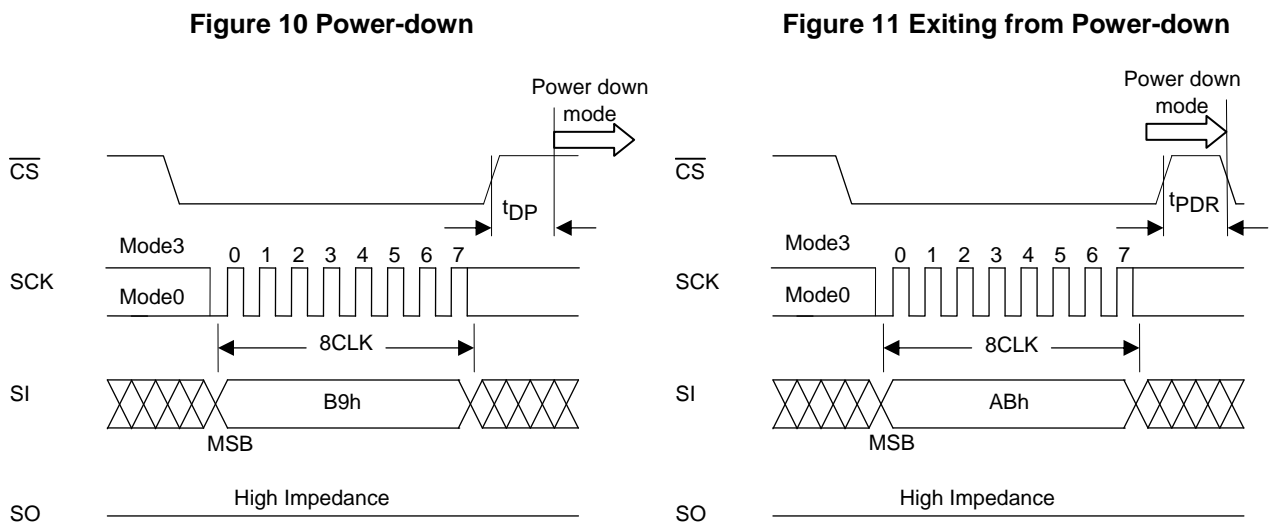 Figure 10 Power-down
Power down
mode
CS
tDP
Mode3
0 1 2 3 4 5 6 7
SCK
Mode0
8CLK
SI
B9h
MSB
High Impedance
SO
Figure 11 Exiting from Power-down
Power down
mode
CS
tPDR
Mode3
0 1 2 3 4 5 6 7
SCK
Mode0
8CLK
SI
ABh
MSB
High Impedance
SO